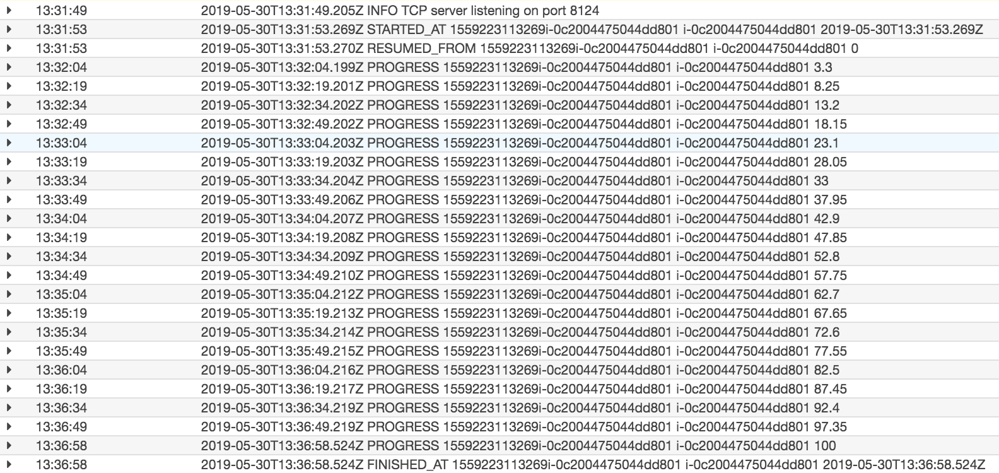 13:31:49 2019-05-30T13:31:49.205Z INFO TCP server listening on port 8124
13:31:53 2019-05-30T13:31:53.269Z STARTED_AT 1559223113269i-0c2004475044dd801 i-0c2004475044dd801 2019-05-30T13:31:53.269Z
13:31:53 2019-05-30T13:31:53.270Z RESUMED_FROM 1559223113269i-0c2004475044dd801 i-0c2004475044dd801 0
13:32:04 2019-05-30T13:32:04.199Z PROGRESS 1559223113269i-0c2004475044dd801 i-0c2004475044dd801 3.3
13:32:19 2019-05-30T13:32:19.201Z PROGRESS 1559223113269i-0c2004475044dd801 i-0c2004475044dd801 8.25
13:32:34 2019-05-30T13:32:34.202Z PROGRESS 1559223113269i-0c2004475044dd801 i-0c2004475044dd801 13.2
13:32:49 2019-05-30T13:32:49.202Z PROGRESS 1559223113269i-0c2004475044dd801 i-0c2004475044dd801 18.15
13:33:04 2019-05-30T13:33:04.203Z PROGRESS 1559223113269i-0c2004475044dd801 i-0c2004475044dd801 23.1
13:33:19 2019-05-30T13:33:19.203Z PROGRESS 1559223113269i-0c2004475044dd801 i-0c2004475044dd801 28.05
13:33:34 2019-05-30T13:33:34.204Z PROGRESS 1559223113269i-0c2004475044dd801 i-0c2004475044dd801 33
13:33:49 2019-05-30T13:33:49.206Z PROGRESS 1559223113269i-0c2004475044dd801 i-0c2004475044dd801 37.95
13:34:04 2019-05-30T13:34:04.207Z PROGRESS 1559223113269i-0c2004475044dd801 i-0c2004475044dd801 42.9
13:34:19 2019-05-30T13:34:19.208Z PROGRESS 1559223113269i-0c2004475044dd801 i-0c2004475044dd801 47.85
13:34:34 2019-05-30T13:34:34.209Z PROGRESS 1559223113269i-0c2004475044dd801 i-0c2004475044dd801 52.8
13:34:49 2019-05-30T13:34:49.210Z PROGRESS 1559223113269i-0c2004475044dd801 i-0c2004475044dd801 57.75
13:35:04 2019-05-30T13:35:04.212Z PROGRESS 1559223113269i-0c2004475044dd801 i-0c2004475044dd801 62.7
13:35:19 2019-05-30T13:35:19.213Z PROGRESS 1559223113269i-0c2004475044dd801 i-0c2004475044dd801 67.65
13:35:34 2019-05-30T13:35:34.214Z PROGRESS 1559223113269i-0c2004475044dd801 i-0c2004475044dd801 72.6
13:35:49 2019-05-30T13:35:49.215Z PROGRESS 1559223113269i-0c2004475044dd801 i-0c2004475044dd801 77.55
13:36:04 2019-05-30T13:36:04.216Z PROGRESS 1559223113269i-0c2004475044dd801 i-0c2004475044dd801 82.5
13:36:19 2019-05-30T13:36:19.217Z PROGRESS 1559223113269i-0c2004475044dd801 i-0c2004475044dd801 87.45
13:36:34 2019-05-30T13:36:34.219Z PROGRESS 1559223113269i-0c2004475044dd801 i-0c2004475044dd801 92.4
13:36:49 2019-05-30T13:36:49.219Z PROGRESS 1559223113269i-0c2004475044dd801 i-0c2004475044dd801 97.35
13:36:58 2019-05-30T13:36:58.524Z PROGRESS 1559223113269i-0c2004475044dd801 i-0c2004475044dd801 100
13:36:58 2019-05-30T13:36:58.524Z FINISHED_AT 1559223113269i-0c2004475044dd801 i-0c2004475044dd801 2019-05-30T13:36:58.524Z